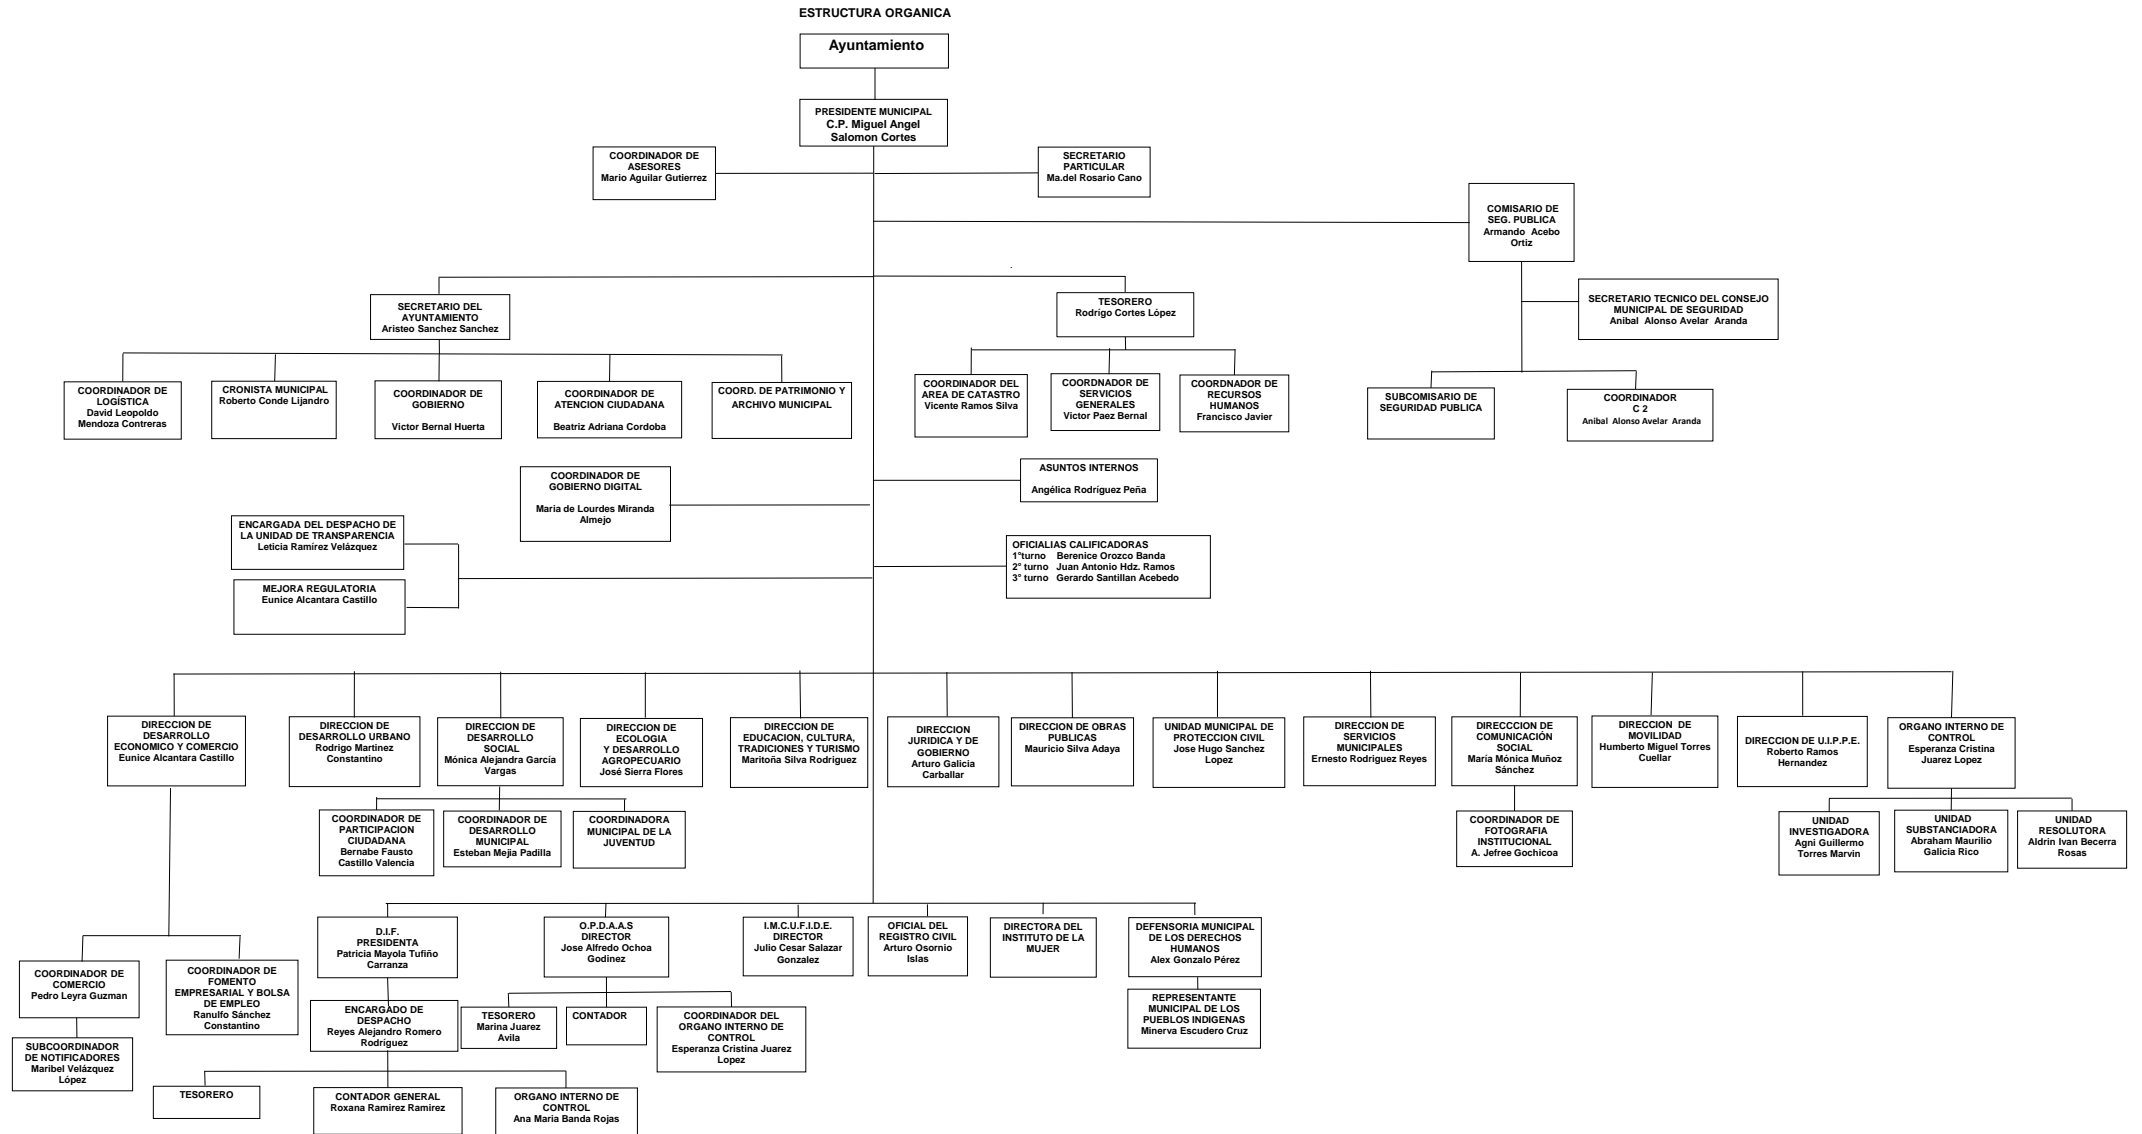 ESTRUCTURA ORGANICA
Ayuntamiento
PRESIDENTE MUNICIPAL
C.P. Miguel Angel
Salomon Cortes
COORDINADOR DE
ASESORES
Mario Aguilar Gutierrez
SECRETARIO
PARTICULAR
Ma.del Rosario Cano
COMISARIO DE
SEG. PUBLICA
Armando Acebo
Ortiz
SECRETARIO DEL
AYUNTAMIENTO
Aristeo Sanchez Sanchez
TESORERO
Rodrigo Cortes López
SECRETARIO TECNICO DEL CONSEJO
MUNICIPAL DE SEGURIDAD
Anibal Alonso Avelar Aranda
COORDINADOR DE
LOGÍSTICA
David Leopoldo
Mendoza Contreras
CRONISTA MUNICIPAL
Roberto Conde Lijandro
COORDINADOR DE
GOBIERNO
Victor Bernal Huerta
COORDINADOR DE
ATENCION CIUDADANA
Beatriz Adriana Cordoba
COORD. DE PATRIMONIO Y
ARCHIVO MUNICIPAL
COORDINADOR DEL
AREA DE CATASTRO
Vicente Ramos Silva
COORDNADOR DE
SERVICIOS
GENERALES
Victor Paez Bernal
COORDNADOR DE
RECURSOS
HUMANOS
Francisco Javier
SUBCOMISARIO DE
SEGURIDAD PUBLICA
COORDINADOR
C 2
Anibal Alonso Avelar Aranda
COORDINADOR DE
GOBIERNO DIGITAL
Maria de Lourdes Miranda
Almejo
ASUNTOS INTERNOS
Angélica Rodríguez Peña
ENCARGADA DEL DESPACHO DE
LA UNIDAD DE TRANSPARENCIA
Leticia Ramírez Velázquez
MEJORA REGULATORIA
Eunice Alcantara Castillo
OFICIALIAS CALIFICADORAS
1°turno Berenice Orozco Banda
2° turno Juan Antonio Hdz. Ramos
3° turno Gerardo Santillan Acebedo
DIRECCION DE
DESARROLLO
ECONOMICO Y COMERCIO
Eunice Alcantara Castillo
DIRECCION DE
DESARROLLO URBANO
Rodrigo Martinez
Constantino
DIRECCION DE
DESARROLLO
SOCIAL
Mónica Alejandra García
Vargas
DIRECCION DE
ECOLOGIA
Y DESARROLLO
AGROPECUARIO
José Sierra Flores
DIRECCION DE
EDUCACION, CULTURA,
TRADICIONES Y TURISMO
Maritoña Silva Rodriguez
DIRECCION
JURIDICA Y DE
GOBIERNO
Arturo Galicia
Carballar
DIRECCION DE OBRAS
PUBLICAS
Mauricio Silva Adaya
UNIDAD MUNICIPAL DE
PROTECCION CIVIL
Jose Hugo Sanchez
Lopez
DIRECCION DE
SERVICIOS
MUNICIPALES
Ernesto Rodriguez Reyes
DIRECCCION DE
COMUNICACIÓN
SOCIAL
María Mónica Muñoz
Sánchez
DIRECCION DE
MOVILIDAD
Humberto Miguel Torres
Cuellar
DIRECCION DE U.I.P.P.E.
Roberto Ramos
Hernandez
ORGANO INTERNO DE
CONTROL
Esperanza Cristina
Juarez Lopez
COORDINADOR DE
PARTICIPACION
CIUDADANA
Bernabe Fausto
Castillo Valencia
COORDINADOR DE
DESARROLLO
MUNICIPAL
Esteban Mejia Padilla
COORDINADORA
MUNICIPAL DE LA
JUVENTUD
COORDINADOR DE
FOTOGRAFIA
INSTITUCIONAL
A. Jefree Gochicoa
UNIDAD
INVESTIGADORA
Agni Guillermo
Torres Marvin
UNIDAD
SUBSTANCIADORA
Abraham Maurilio
Galicia Rico
UNIDAD
RESOLUTORA
Aldrin Ivan Becerra
Rosas
D.I.F.
PRESIDENTA
Patricia Mayola Tufiño
Carranza
O.P.D.A.A.S
DIRECTOR
Jose Alfredo Ochoa
Godinez
I.M.C.U.F.I.D.E.
DIRECTOR
Julio Cesar Salazar
Gonzalez
OFICIAL DEL
REGISTRO CIVIL
Arturo Osornio
Islas
DIRECTORA DEL
INSTITUTO DE LA
MUJER
DEFENSORIA MUNICIPAL
DE LOS DERECHOS
HUMANOS
Alex Gonzalo Pérez
COORDINADOR DE
COMERCIO
Pedro Leyra Guzman
COORDINADOR DE
FOMENTO
EMPRESARIAL Y BOLSA
DE EMPLEO
Ranulfo Sánchez
Constantino
ENCARGADO DE
DESPACHO
Reyes Alejandro Romero
Rodríguez
TESORERO
Marina Juarez
Avila
CONTADOR
COORDINADOR DEL
ORGANO INTERNO DE
CONTROL
Esperanza Cristina Juarez
Lopez
REPRESENTANTE
MUNICIPAL DE LOS
PUEBLOS INDIGENAS
Minerva Escudero Cruz
SUBCOORDINADOR
DE NOTIFICADORES
Maribel Velázquez
López
TESORERO
CONTADOR GENERAL
Roxana Ramirez Ramirez
ORGANO INTERNO DE
CONTROL
Ana Maria Banda Rojas